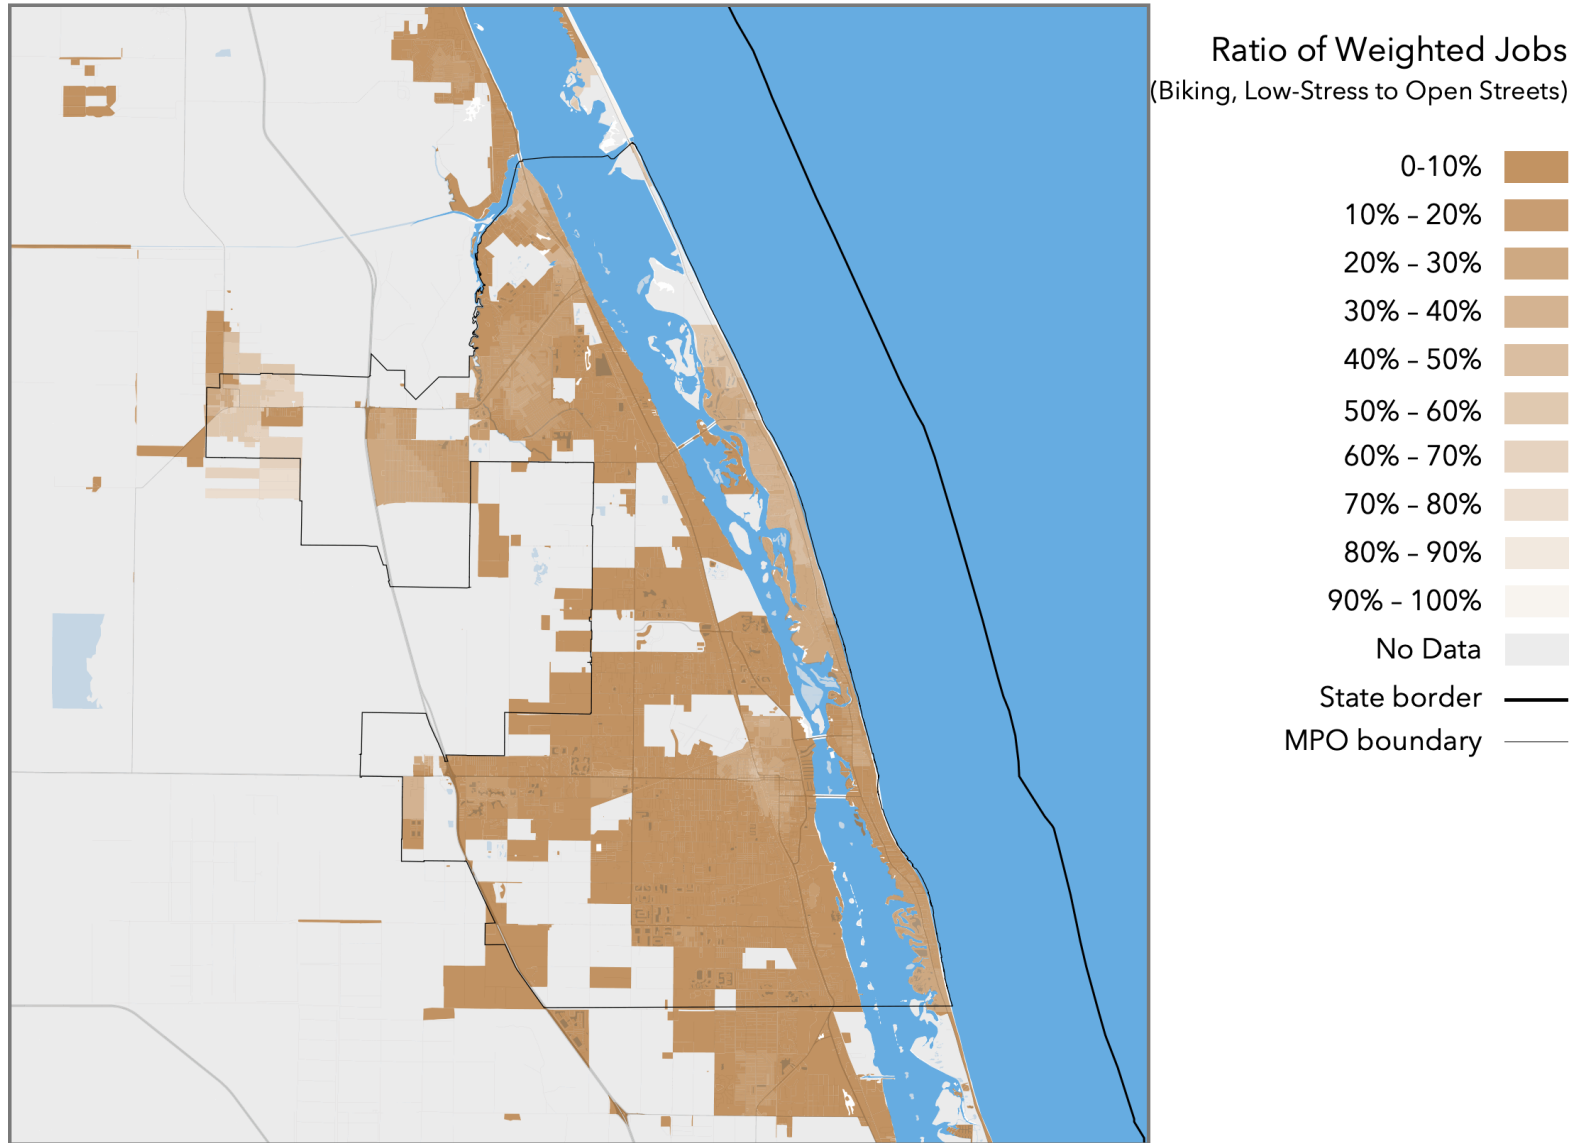 Ratio of Weighted Jobs
(Biking, Low-Stress to Open Streets)
0-10%
10% – 20%
20% – 30%
30% – 40%
40% – 50%
50% – 60%
60% – 70%
70% – 80%
80% – 90%
90% – 100%
No Data
State border
MPO boundary